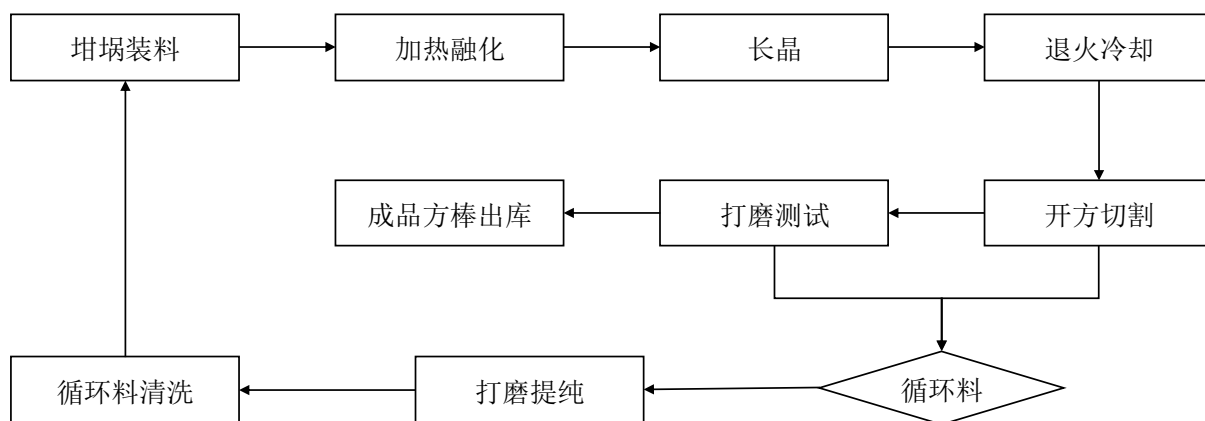 坩埚装料
加热融化
长晶
退火冷却
成品方棒出库
打磨测试
开方切割
循环料清洗
打磨提纯
循环料